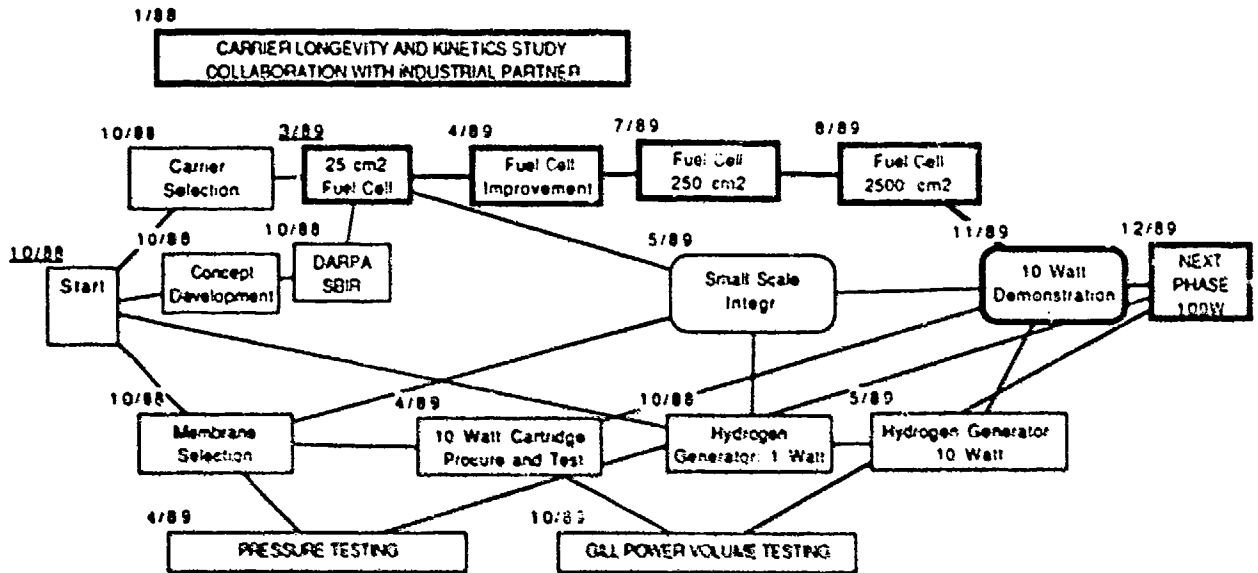 1/88
CARRIER LONGEVITY AND KINETICS STUDY
COLLABORATION WITH INDUSTRIAL PARTNER
10/88
Carrier
Selection
3/89
25 cm2
Fuel Cell
4/89
Fuel Cell
Improvement
7/89
Fuel Cell
250 cm2
8/89
Fuel Cell
2500 cm2
10/88
Start
10/88
Concept
Development
10/88
DARPA
SBIR
5/89
Small Scale
Integr
11/89
10 Watt
Demonstration
12/89
NEXT
PHASE
100W
10/88
Membrane
Selection
4/89
10 Watt Cartridge
Procure and Test
10/88
Hydrogen
Generator: 1 Watt
5/89
Hydrogen Generator
10 Watt
4/89
PRESSURE TESTING
10/89
GILL POWER VOLUME TESTING